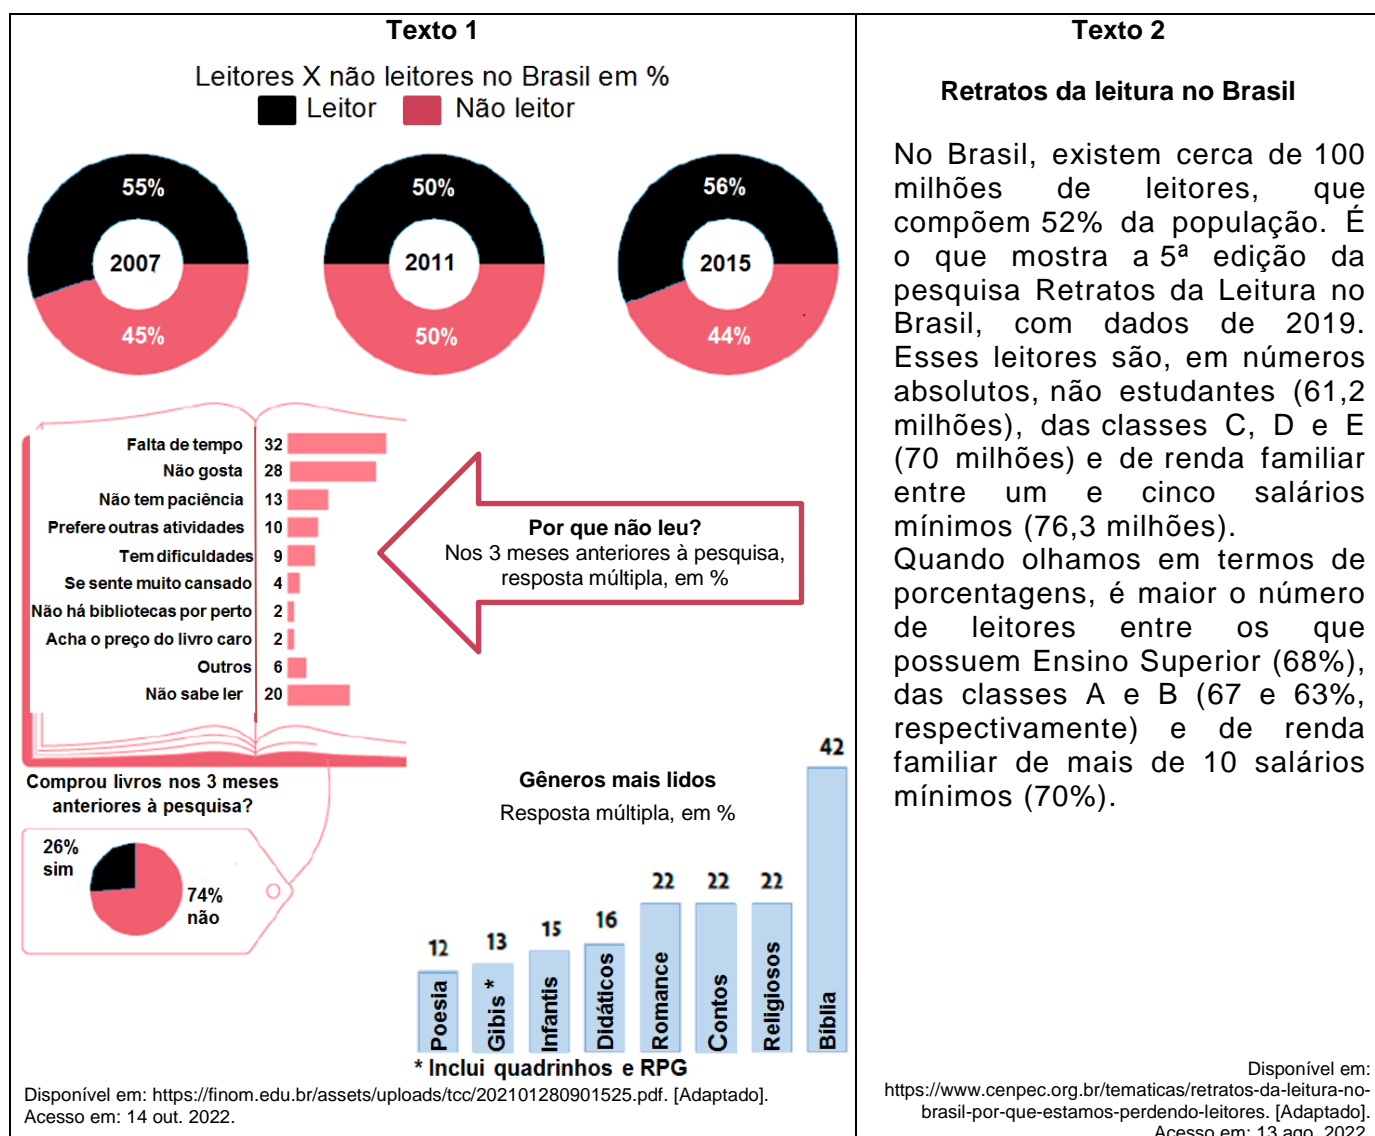 Texto 1
Leitores X não leitores no Brasil em %
Leitor Não leitor
55%
2007
45%
50%
2011
50%
56%
2015
44%
Falta de tempo 32
Não gosta 28
Não tem paciência 13
Prefere outras atividades 10
Tem dificuldades 9
Se sente muito cansado 4
Não há bibliotecas por perto 2
Acha o preço do livro caro 2
Outros 6
Não sabe ler 20
Por que não leu?
Nos 3 meses anteriores à pesquisa,
resposta múltipla, em %
Comprou livros nos 3 meses
anteriores à pesquisa?
26%
sim
74%
não
Gêneros mais lidos
Resposta múltipla, em %
12 13 15 16 22 22 22 42
Poesia
Gibis *
Infantis
Didáticos
Romance
Contos
Religiosos
Bíblia
* Inclui quadrinhos e RPG
Disponível em: https://finom.edu.br/assets/uploads/tcc/202101280901525.pdf. [Adaptado].
Acesso em: 14 out. 2022.
Texto 2
Retratos da leitura no Brasil
No Brasil, existem cerca de 100
milhões de leitores, que
compõem 52% da população. É
o que mostra a 5ª edição da
pesquisa Retratos da Leitura no
Brasil, com dados de 2019.
Esses leitores são, em números
absolutos, não estudantes (61,2
milhões), das classes C, D e E
(70 milhões) e de renda familiar
entre um e cinco salários
mínimos (76,3 milhões).
Quando olhamos em termos de
porcentagens, é maior o número
de leitores entre os que
possuem Ensino Superior (68%),
das classes A e B (67 e 63%,
respectivamente) e de renda
familiar de mais de 10 salários
mínimos (70%).
Disponível em:
https://www.cenpec.org.br/tematicas/retratos-da-leitura-no-
brasil-por-que-estamos-perdendo-leitores. [Adaptado].
Acesso em: 13 ago. 2022.